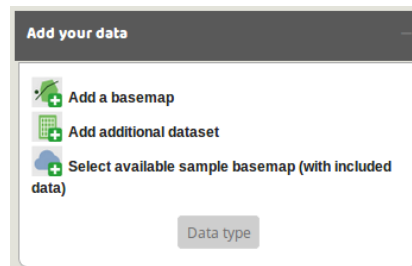 Add your data
Add a basemap
Add additional dataset
Select available sample basemap (with included
data)
Data type